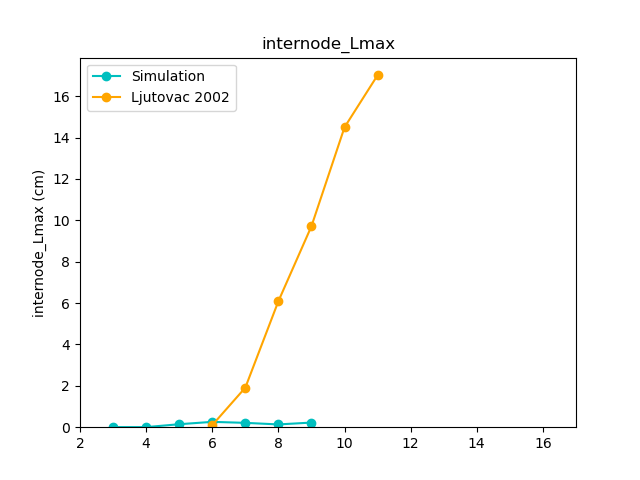 internode_Lmax
Simulation
Ljutovac 2002
internode_Lmax (cm)
16
14
12
10
8
6
4
2
0
2 4 6 8 10 12 14 16